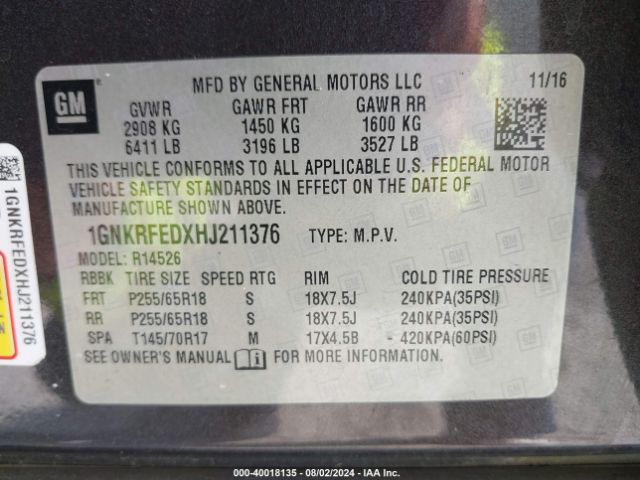 GM
MFD BY GENERAL MOTORS LLC 11/16
GVWR GAWR FRT GAWR RR
2908 KG 1450 KG 1600 KG
6411 LB 3196 LB 3527 LB
THIS VEHICLE CONFORMS TO ALL APPLICABLE U.S. FEDERAL MOTOR
VEHICLE SAFETY STANDARDS IN EFFECT ON THE DATE OF
MANUFACTURE SHOWN ABOVE.
1GNKRFEDXHJ211376 TYPE: M.P.V.
MODEL: R14526
RBBK TIRE SIZE SPEED RTG RIM COLD TIRE PRESSURE
FRT P255/65R18 S 18X7.5J 240KPA(35PSI)
RR P255/65R18 S 18X7.5J 240KPA(35PSI)
SPA T145/70R17 M 17X4.5B - 420KPA(60PSI)
SEE OWNER'S MANUAL FOR MORE INFORMATION.
1GNKRFEDXHJ211376
000-40018135 - 08/02/2024 - IAA Inc.